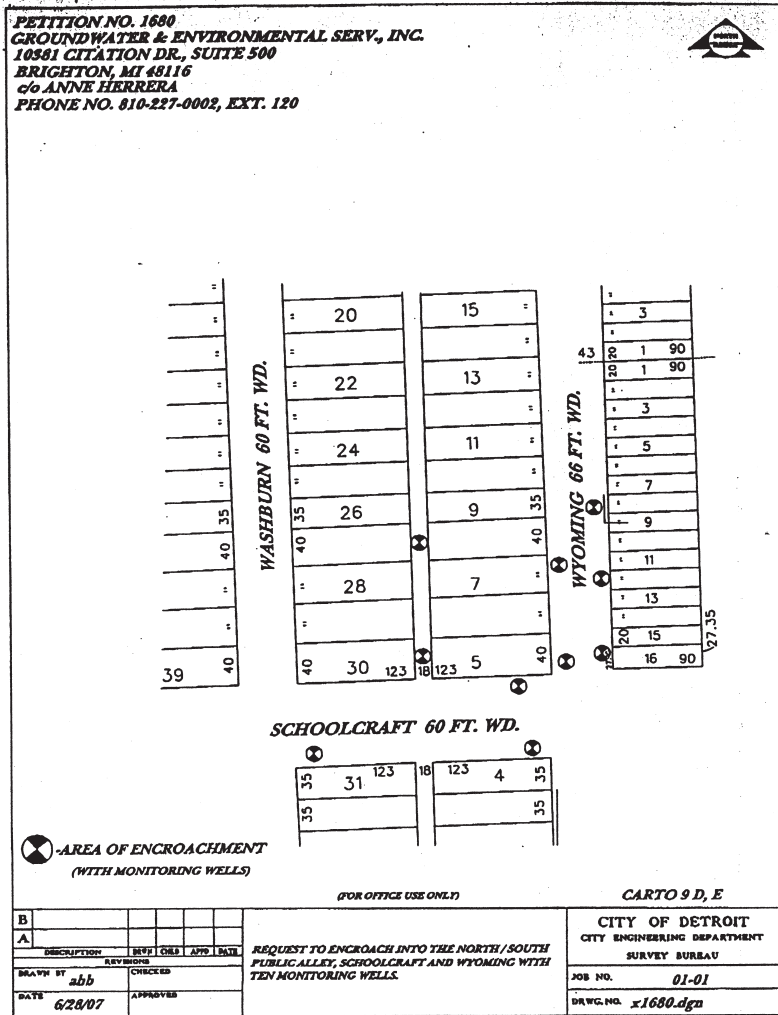 PETITION NO. 1680
GROUNDWATER & ENVIRONMENTAL SERV., INC.
10381 CITATION DR., SUITE 500
BRIGHTON, MI 48116
c/o ANNE HERRERA
PHONE NO. 810-227-0002, EXT. 120
NORTH
20
22
24
26
28
30
15
13
11
9
7
5
3
43 20 1 90
20 1 90
3
5
7
9
11
13
20 15
16 90
27.35
35
40
40
39
35
40
40
123
18
123
35
40
40
WASHBURN 60 FT. WD.
WYOMING 66 FT. WD.
SCHOOLCRAFT 60 FT. WD.
35 31 123 18 123 4 35
35 35
-AREA OF ENCROACHMENT
(WITH MONITORING WELLS)
(FOR OFFICE USE ONLY)
CARTO 9 D, E
B
A
DESCRIPTION DRWN CHKD APPD DATE
REVISIONS
DRAWN BY abb
CHECKED
DATE 6/28/07
APPROVED
REQUEST TO ENCROACH INTO THE NORTH/SOUTH
PUBLIC ALLEY, SCHOOLCRAFT AND WYOMING WITH
TEN MONITORING WELLS.
CITY OF DETROIT
CITY ENGINEERING DEPARTMENT
SURVEY BUREAU
JOB NO. 01-01
DRWG. NO. x1680.dgn